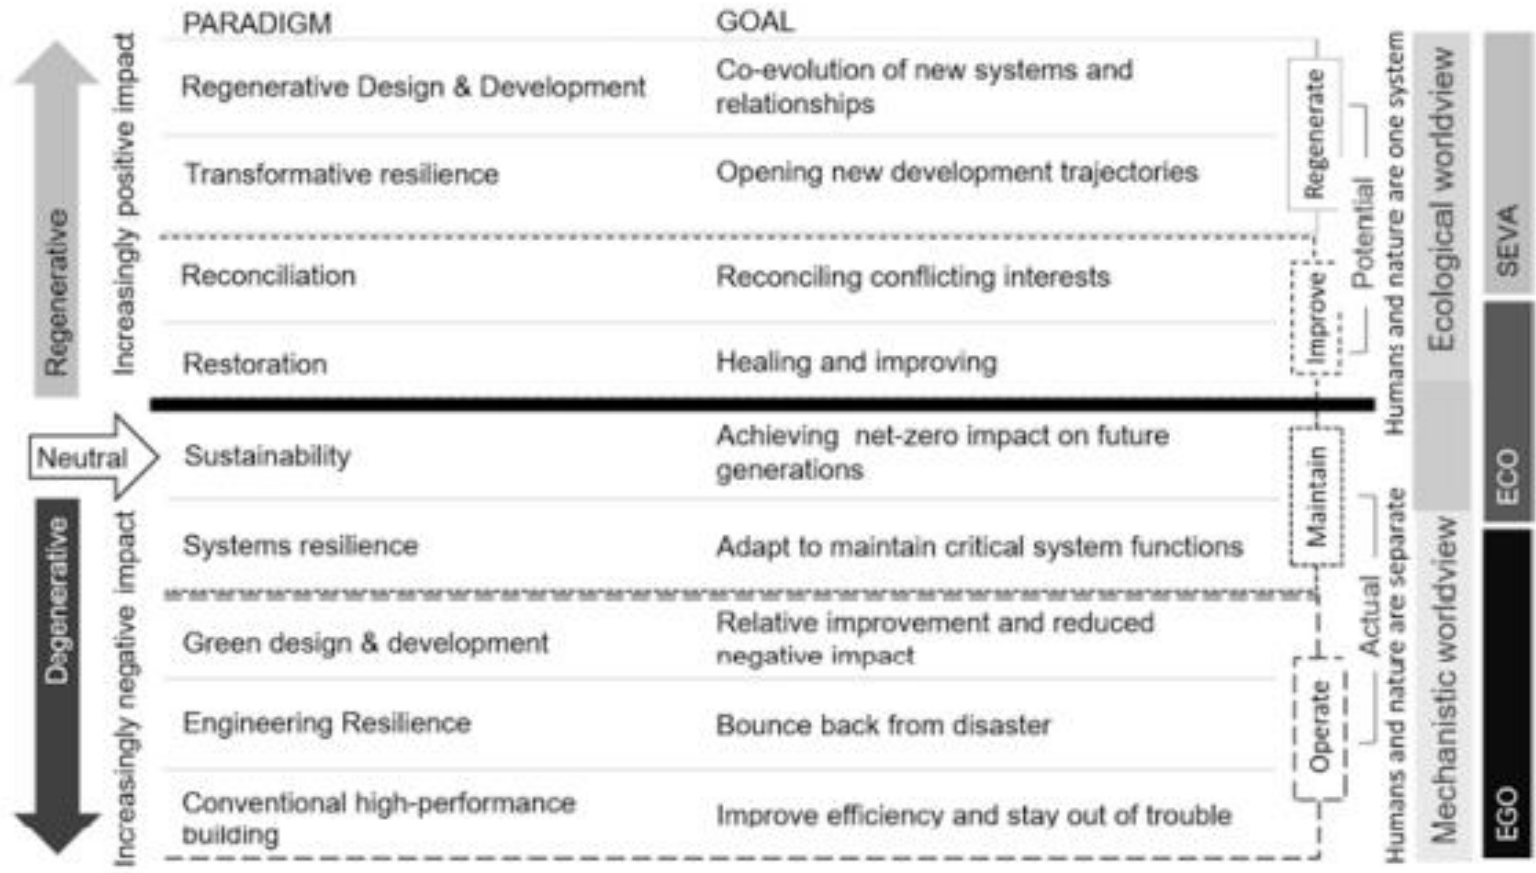 PARADIGM
GOAL
Regenerative Design & Development
Co-evolution of new systems and
relationships
Transformative resilience
Opening new development trajectories
Reconciliation
Reconciling conflicting interests
Restoration
Healing and improving
Sustainability
Achieving net-zero impact on future
generations
Systems resilience
Adapt to maintain critical system functions
Green design & development
Relative improvement and reduced
negative impact
Engineering Resilience
Bounce back from disaster
Conventional high-performance
building
Improve efficiency and stay out of trouble
Regenerative
Neutral
Dagenerative
Increasingly positive impact
Increasingly negative impact
Regenerate
Improve
Maintain
Operate
Potential
Actual
Humans and nature are one system
Humans and nature are separate
Ecological worldview
Mechanistic worldview
SEVA
ECO
EGO